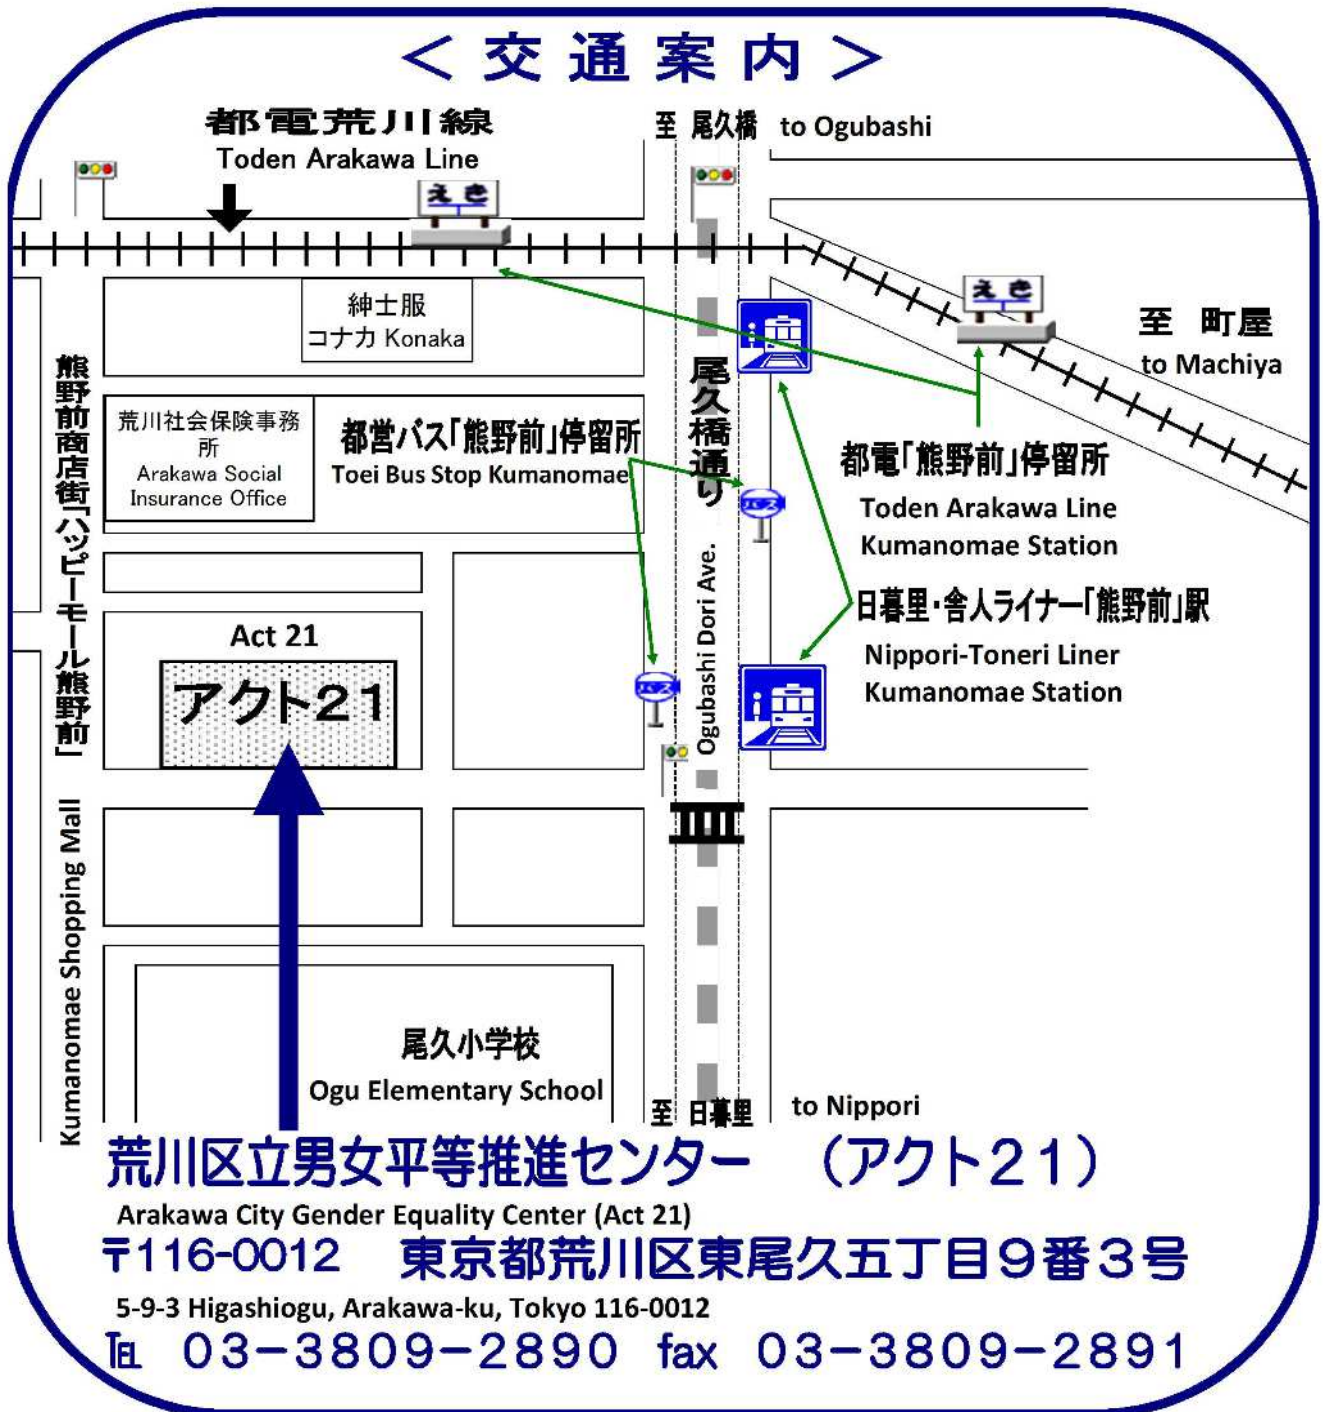 ＜交通案内＞
都電荒川線
Toden Arakawa Line
至 尾久橋 to Ogubashi
えき
えき
紳士服
コナカ Konaka
至 町屋
to Machiya
熊野前商店街「ハッピーモール熊野前」
Kumanomae Shopping Mall
荒川社会保険事務
所
Arakawa Social
Insurance Office
都営バス「熊野前」停留所
Toei Bus Stop Kumanomae
尾久橋通り
Ogubashi Dori Ave.
バス
バス
都電「熊野前」停留所
Toden Arakawa Line
Kumanomae Station
日暮里・舎人ライナー「熊野前」駅
Nippori-Toneri Liner
Kumanomae Station
Act 21
アクト21
尾久小学校
Ogu Elementary School
至 日暮里 to Nippori
荒川区立男女平等推進センター （アクト21）
Arakawa City Gender Equality Center (Act 21)
〒116-0012 東京都荒川区東尾久五丁目９番３号
5-9-3 Higashiogu, Arakawa-ku, Tokyo 116-0012
℡ 03－3809－2890 fax 03－3809－2891